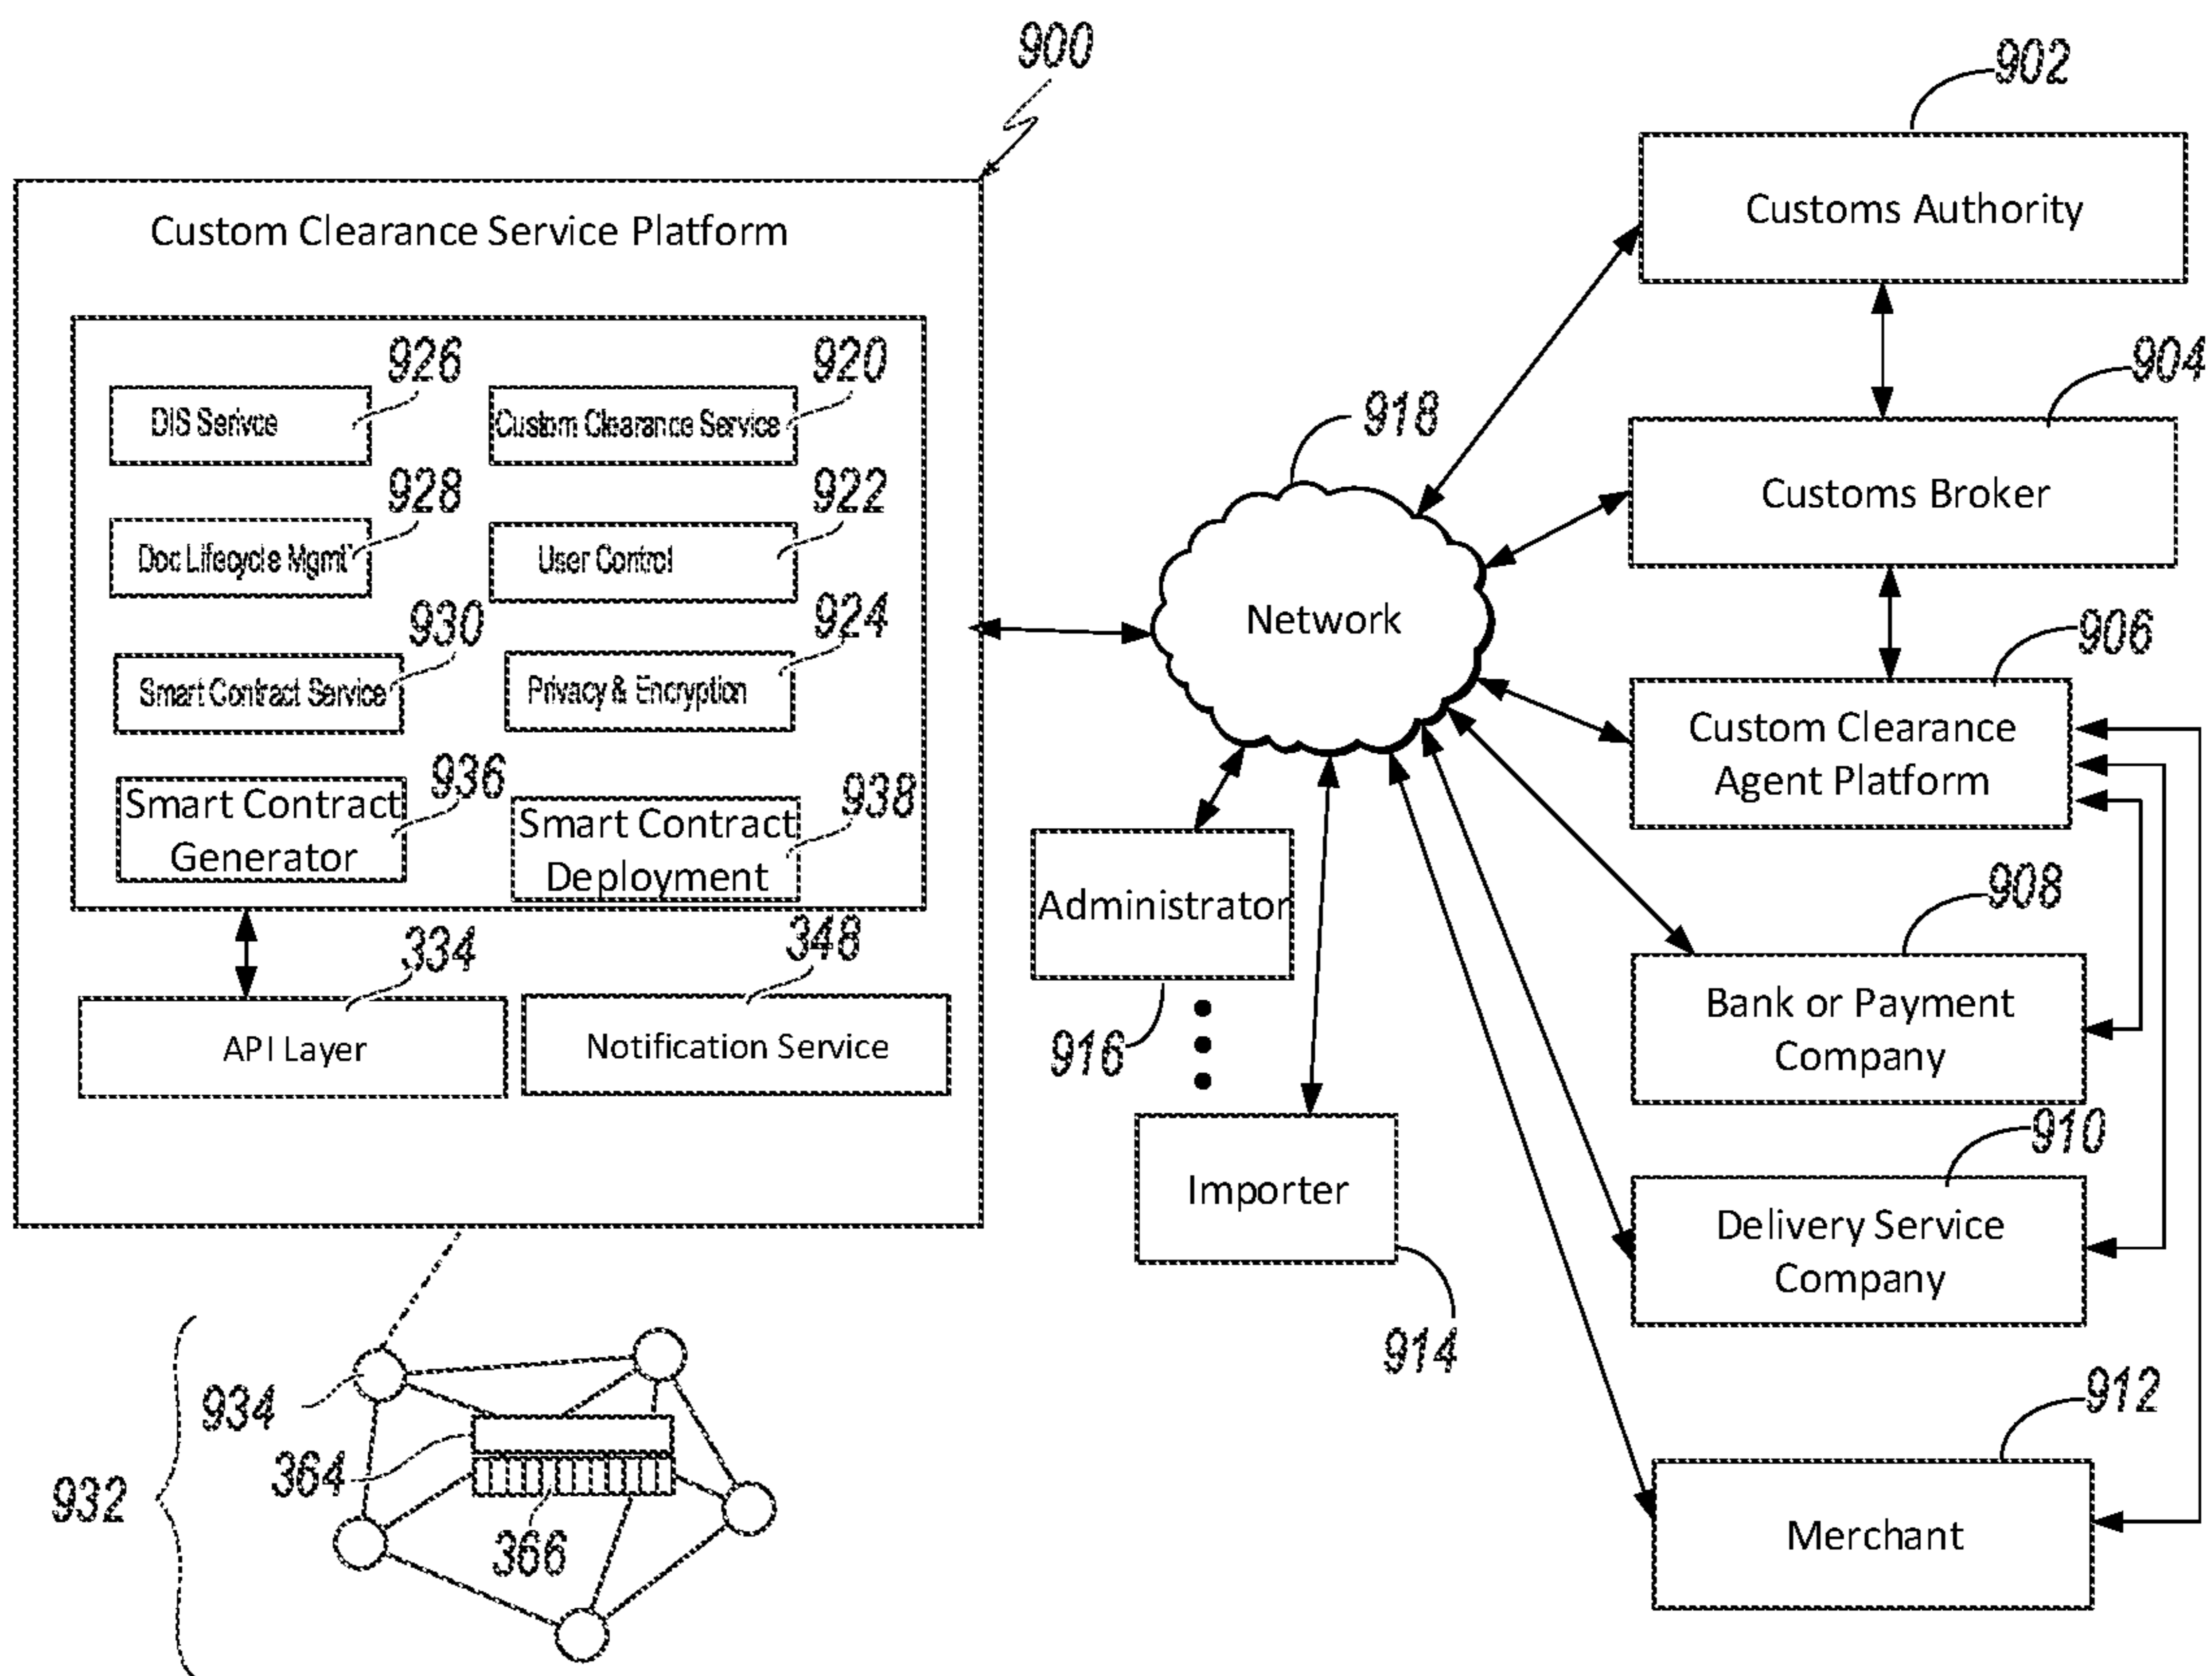 900
902
Customs Authority
Custom Clearance Service Platform
926
920
DIS Serivce
Custom Clearance Service
928
922
Doc Lifecycle Mgmt
User Control
930
924
Smart Contract Service
Privacy & Encryption
936
938
Smart Contract
Generator
Smart Contract
Deployment
334
348
API Layer
Notification Service
918
Network
904
Customs Broker
906
Custom Clearance
Agent Platform
Administrator
916
908
Bank or Payment
Company
Importer
914
910
Delivery Service
Company
912
Merchant
934
364
932
366